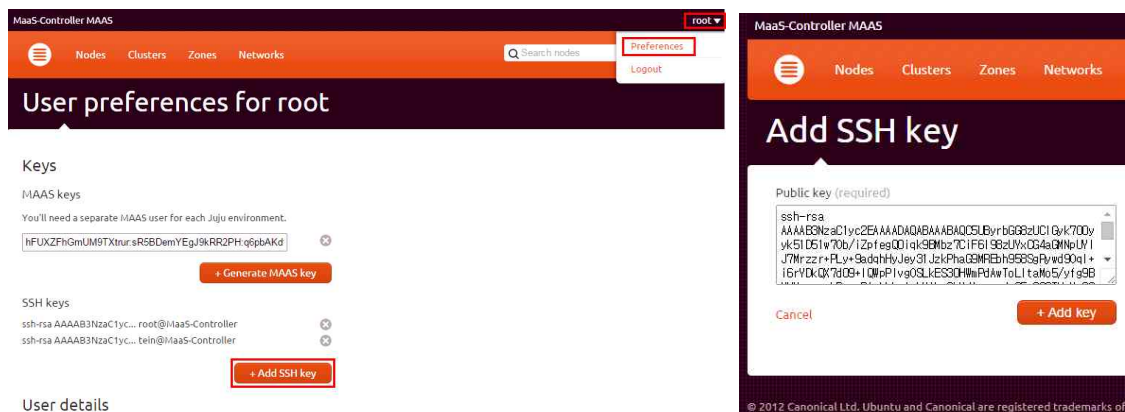 MaaS-Controller MAAS
root ▼
Nodes Clusters Zones Networks
Search nodes
Preferences
Logout
User preferences for root
Keys
MAAS keys
You'll need a separate MAAS user for each Juju environment.
hFUXZFhGmUM9TXtrur:sR5BDemYEgJ9kRR2PH:q6pbAKd
+ Generate MAAS key
SSH keys
ssh-rsa AAAAB3NzaC1yc... root@MaaS-Controller
ssh-rsa AAAAB3NzaC1yc... tein@MaaS-Controller
+ Add SSH key
User details
MaaS-Controller MAAS
Nodes Clusters Zones Networks
Add SSH key
Public key (required)
ssh-rsa
Cancel
+ Add key
© 2012 Canonical Ltd. Ubuntu and Canonical are registered trademarks of